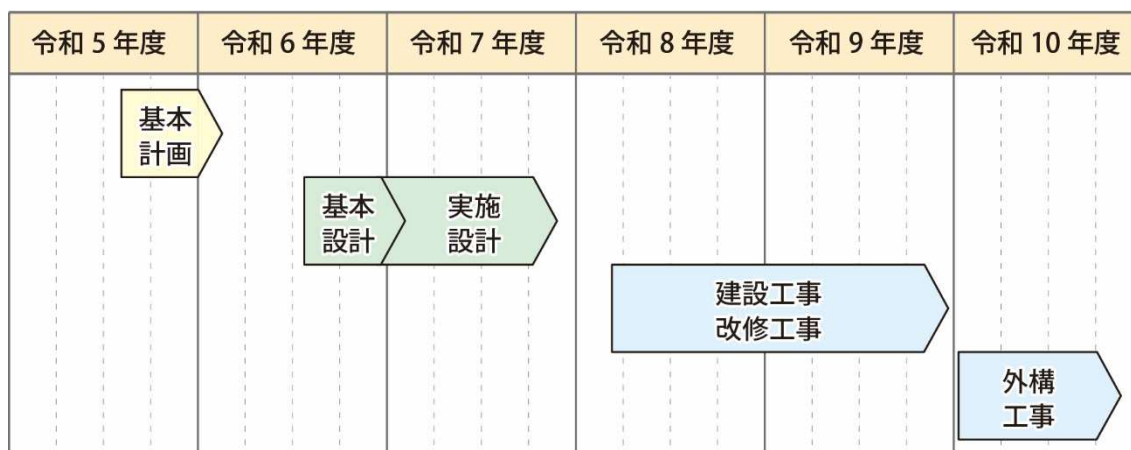 令和 5 年度
令和 6 年度
令和 7 年度
令和 8 年度
令和 9 年度
令和 10 年度
基本
計画
基本
設計
実施
設計
建設工事
改修工事
外構
工事